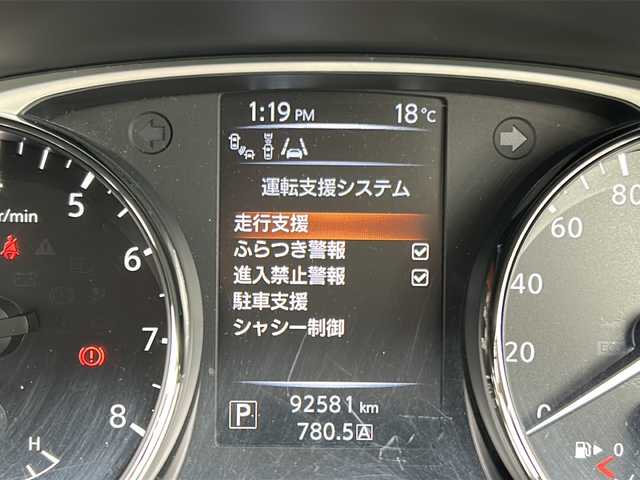 1:19 PM 18℃
運転支援システム
走行支援
ふらつき警報
進入禁止警報
駐車支援
シャシー制御
P 92581 km
780.5 A
r/min
5
6
7
8
H
80
60
40
20
0
ECO
0